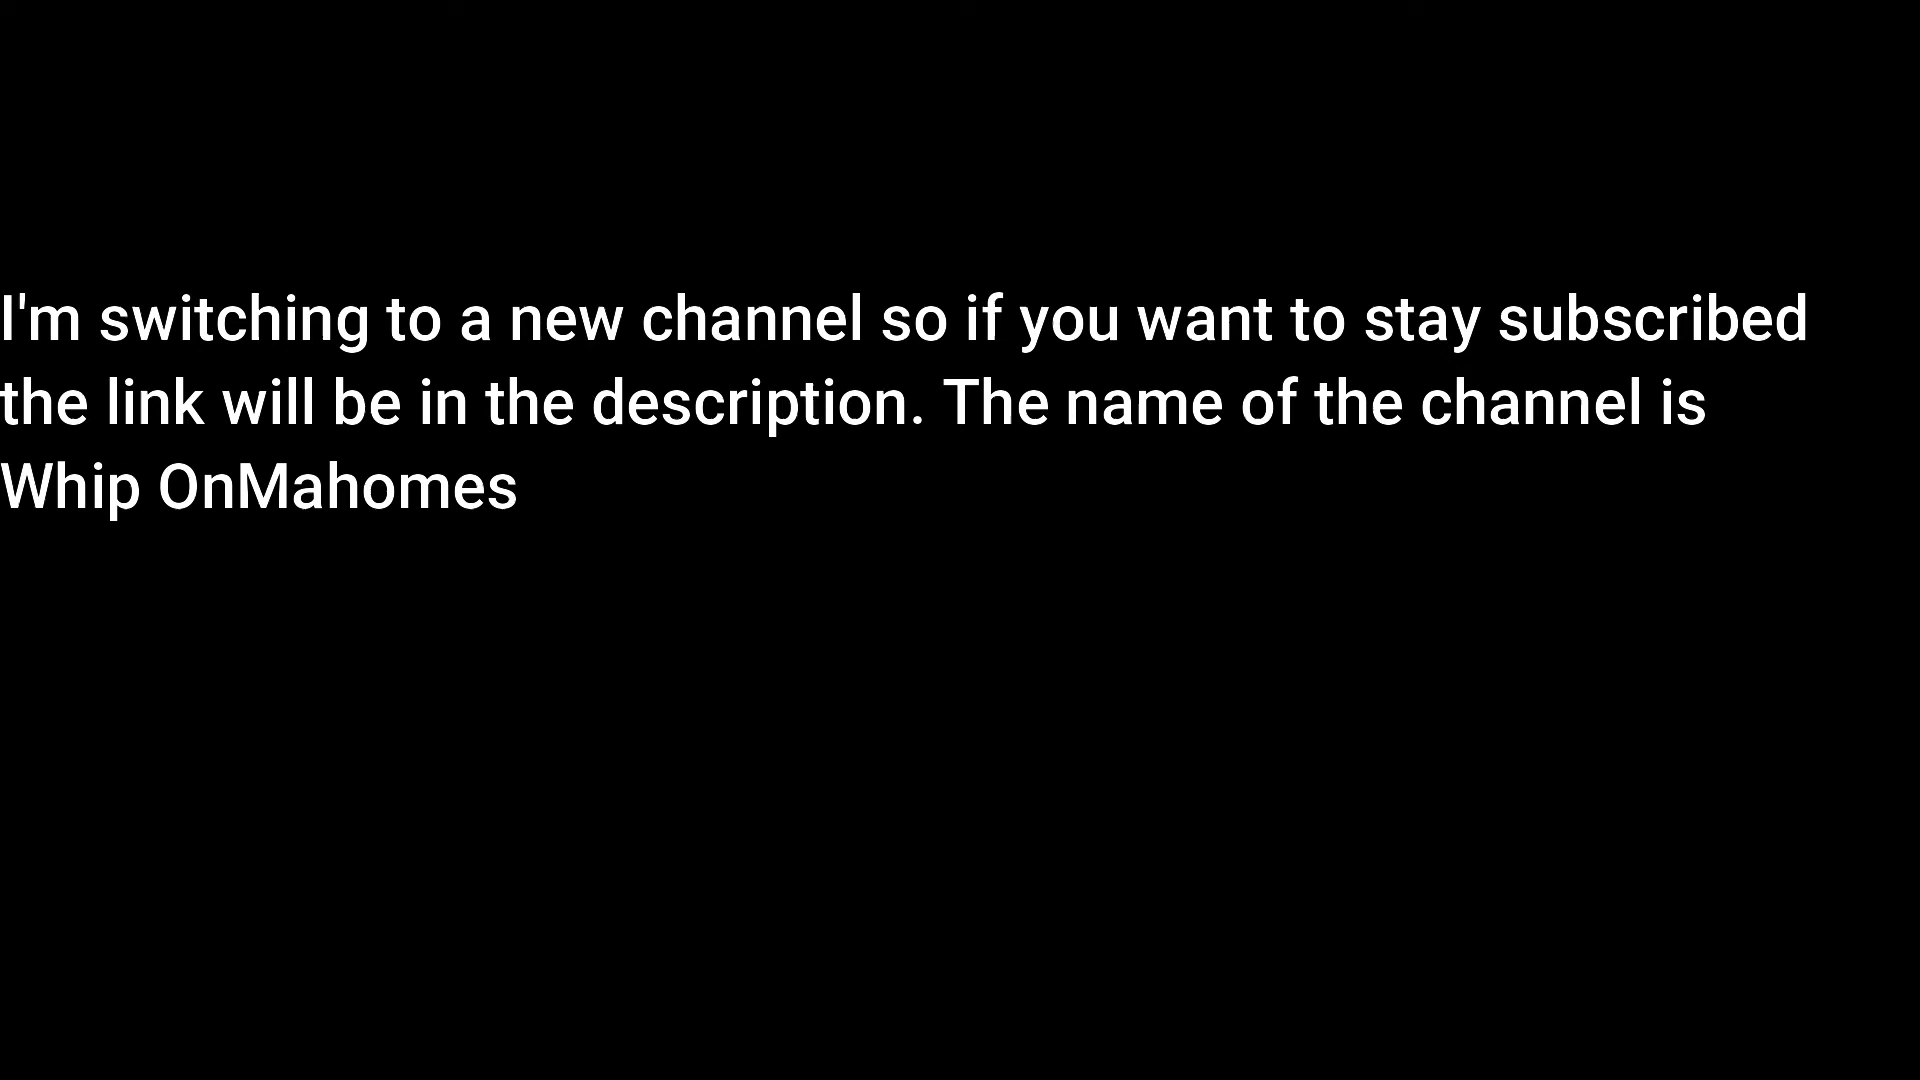 I'm switching to a new channel so if you want to stay subscribed
the link will be in the description. The name of the channel is
Whip OnMahomes